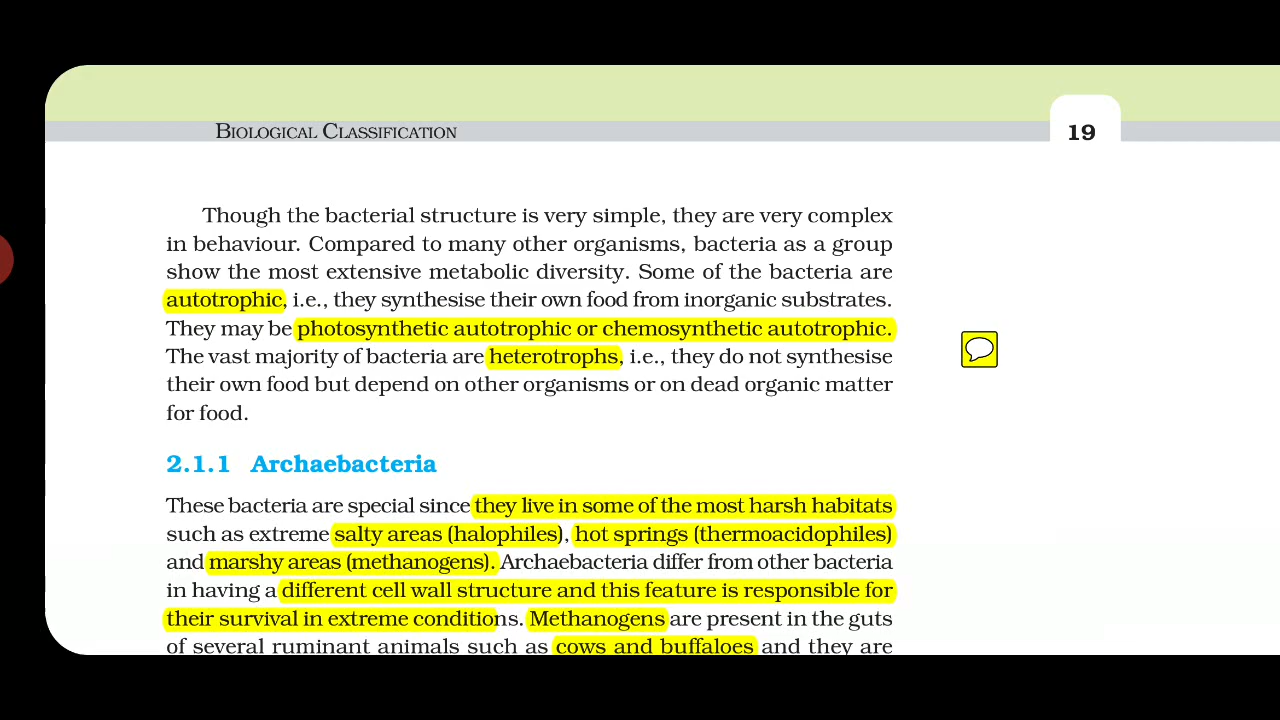 BIOLOGICAL CLASSIFICATION
19
Though the bacterial structure is very simple, they are very complex
in behaviour. Compared to many other organisms, bacteria as a group
show the most extensive metabolic diversity. Some of the bacteria are
autotrophic, i.e., they synthesise their own food from inorganic substrates.
They may be photosynthetic autotrophic or chemosynthetic autotrophic.
The vast majority of bacteria are heterotrophs, i.e., they do not synthesise
their own food but depend on other organisms or on dead organic matter
for food.
2.1.1 Archaebacteria
These bacteria are special since they live in some of the most harsh habitats
such as extreme salty areas (halophiles), hot springs (thermoacidophiles)
and marshy areas (methanogens). Archaebacteria differ from other bacteria
in having a different cell wall structure and this feature is responsible for
their survival in extreme conditions. Methanogens are present in the guts
of several ruminant animals such as cows and buffaloes and they are